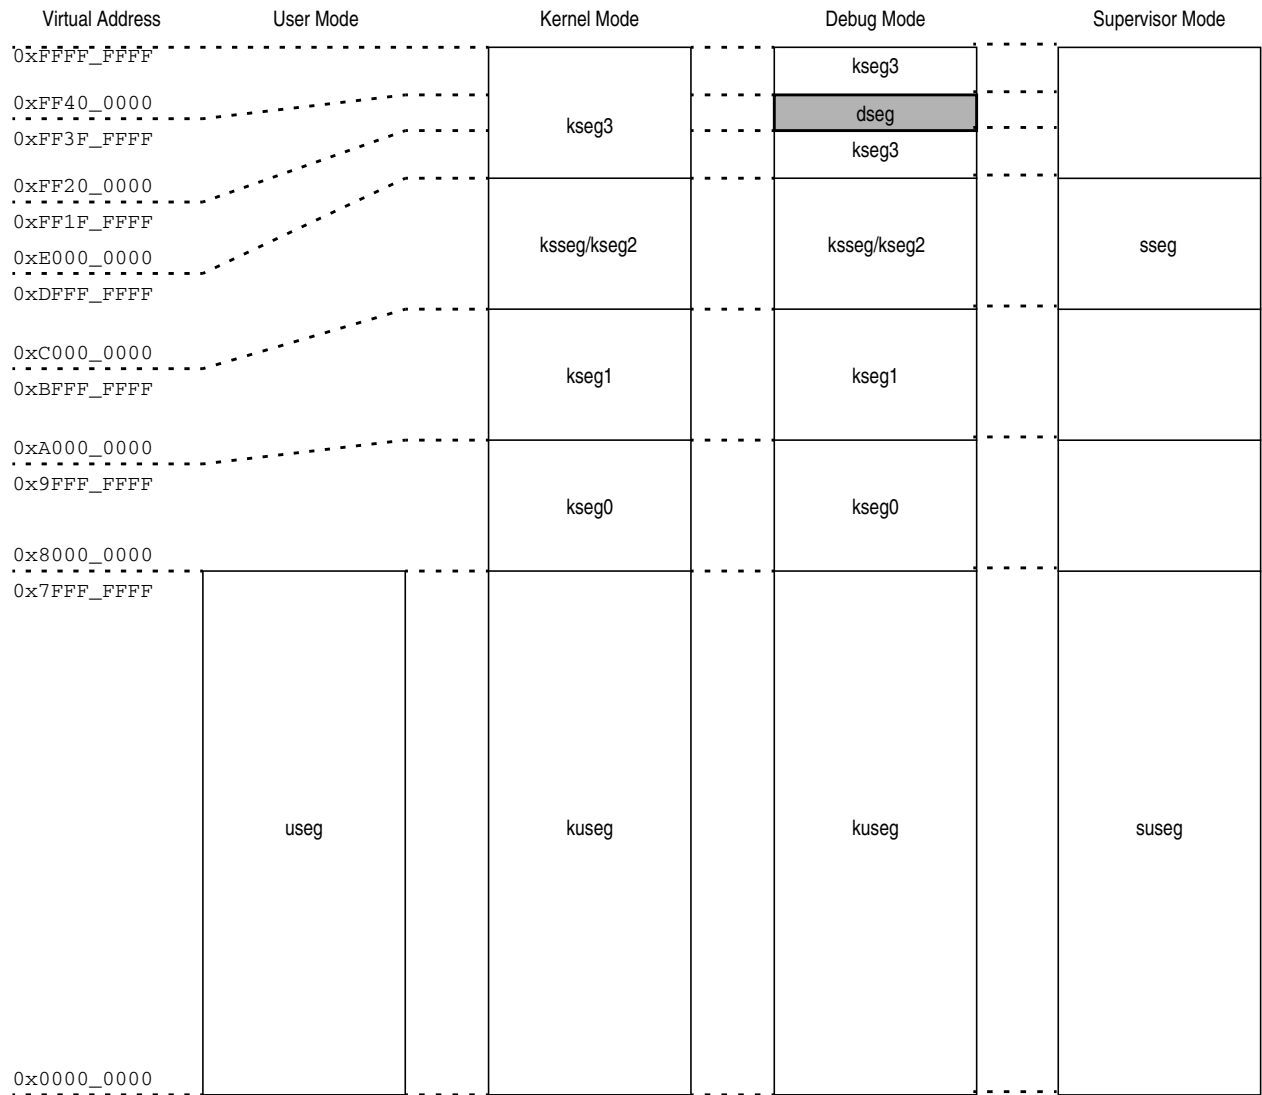 Virtual Address User Mode Kernel Mode Debug Mode Supervisor Mode
0xFFFF_FFFF
kseg3
0xFF40_0000
dseg
kseg3
0xFF3F_FFFF
kseg3
0xFF20_0000
0xFF1F_FFFF
ksseg/kseg2 ksseg/kseg2 sseg
0xE000_0000
0xDFFF_FFFF
0xC000_0000
kseg1 kseg1
0xBFFF_FFFF
0xA000_0000
0x9FFF_FFFF
kseg0 kseg0
0x8000_0000
0x7FFF_FFFF
useg kuseg kuseg suseg
0x0000_0000